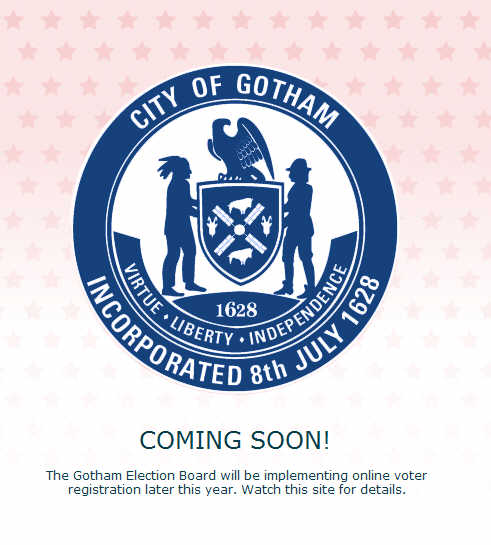 CITY OF GOTHAM
VIRTUE • LIBERTY • INDEPENDENCE
1628
INCORPORATED 8th JULY 1628
COMING SOON!
The Gotham Election Board will be implementing online voter
registration later this year. Watch this site for details.